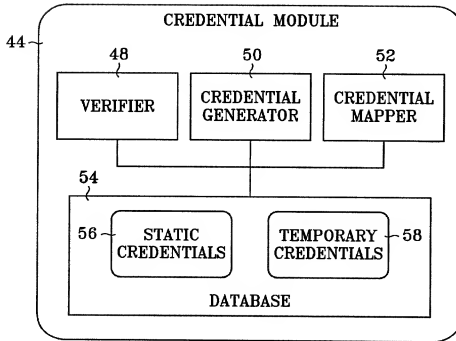 CREDENTIAL MODULE
44
48
50
52
VERIFIER
CREDENTIAL
GENERATOR
CREDENTIAL
MAPPER
54
56
STATIC
CREDENTIALS
TEMPORARY
CREDENTIALS
58
DATABASE